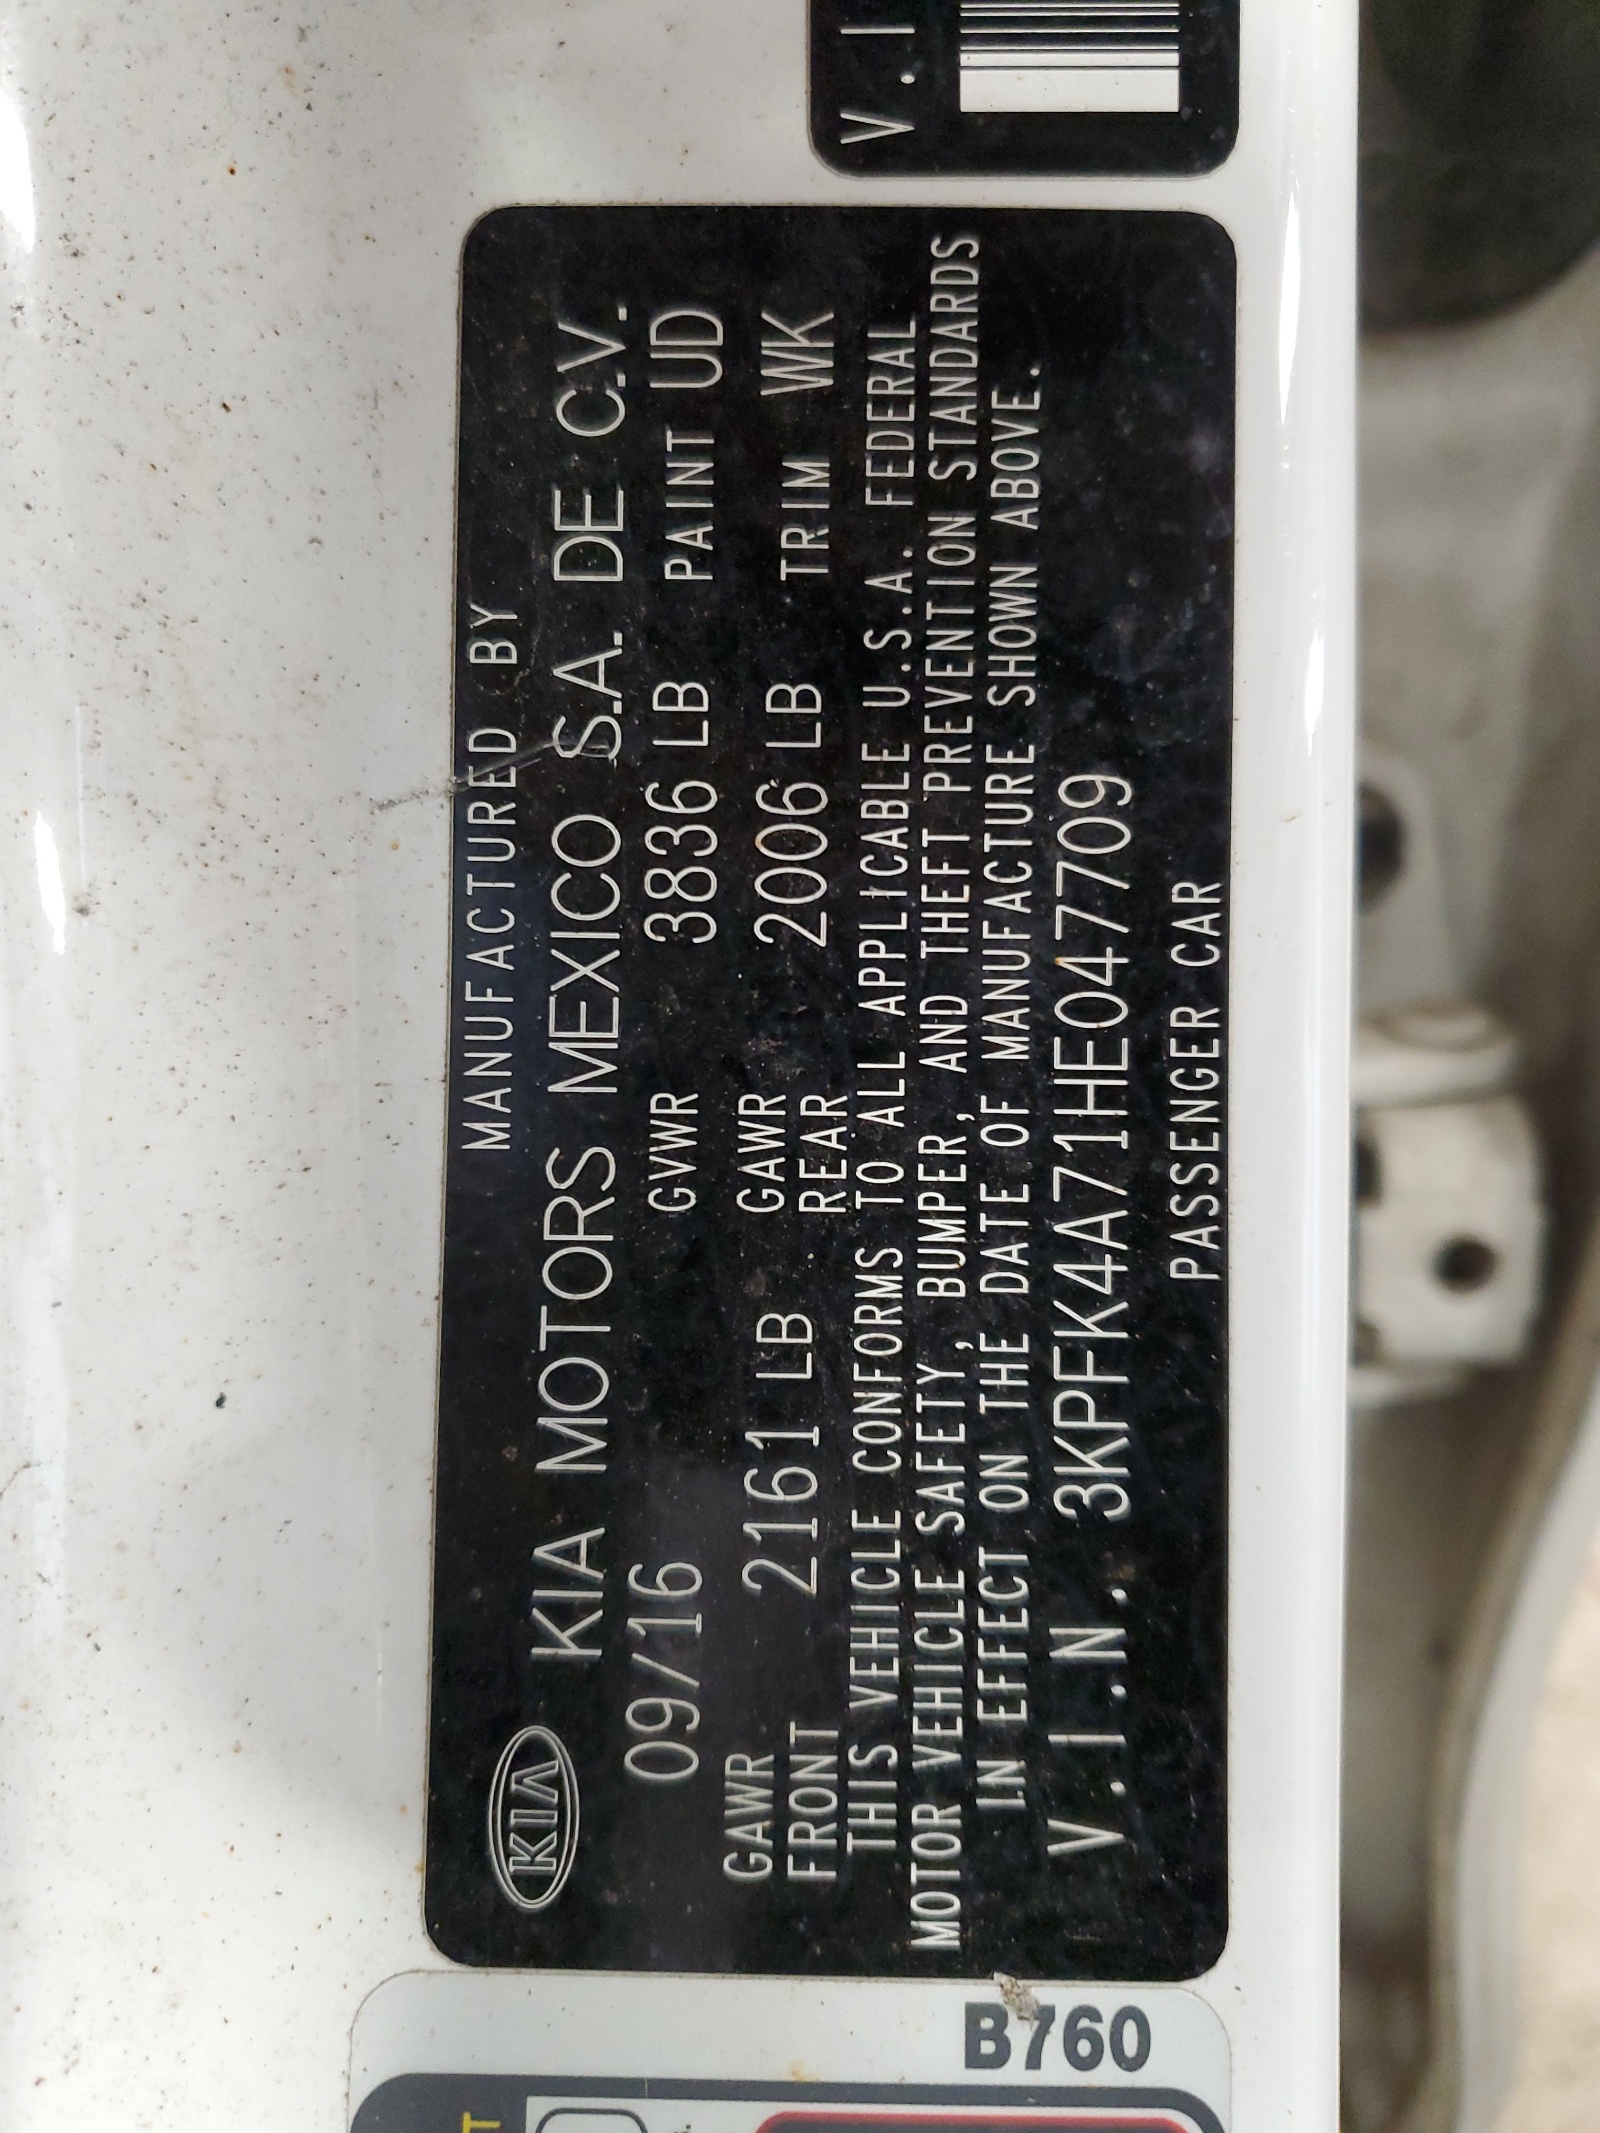 MANUFACTURED BY
KIA KIA MOTORS MEXICO S.A. DE C.V.
09/16 GVWR 3836 LB PAINT UD
GAWR FRONT 2161 LB GAWR REAR 2006 LB TRIM WK
THIS VEHICLE CONFORMS TO ALL APPLICABLE U.S.A. FEDERAL
MOTOR VEHICLE SAFETY, BUMPER, AND THEFT PREVENTION STANDARDS
IN EFFECT ON THE DATE OF MANUFACTURE SHOWN ABOVE.
V.I.N. 3KPFK4A71HE047709
PASSENGER CAR
V.I
B760
T